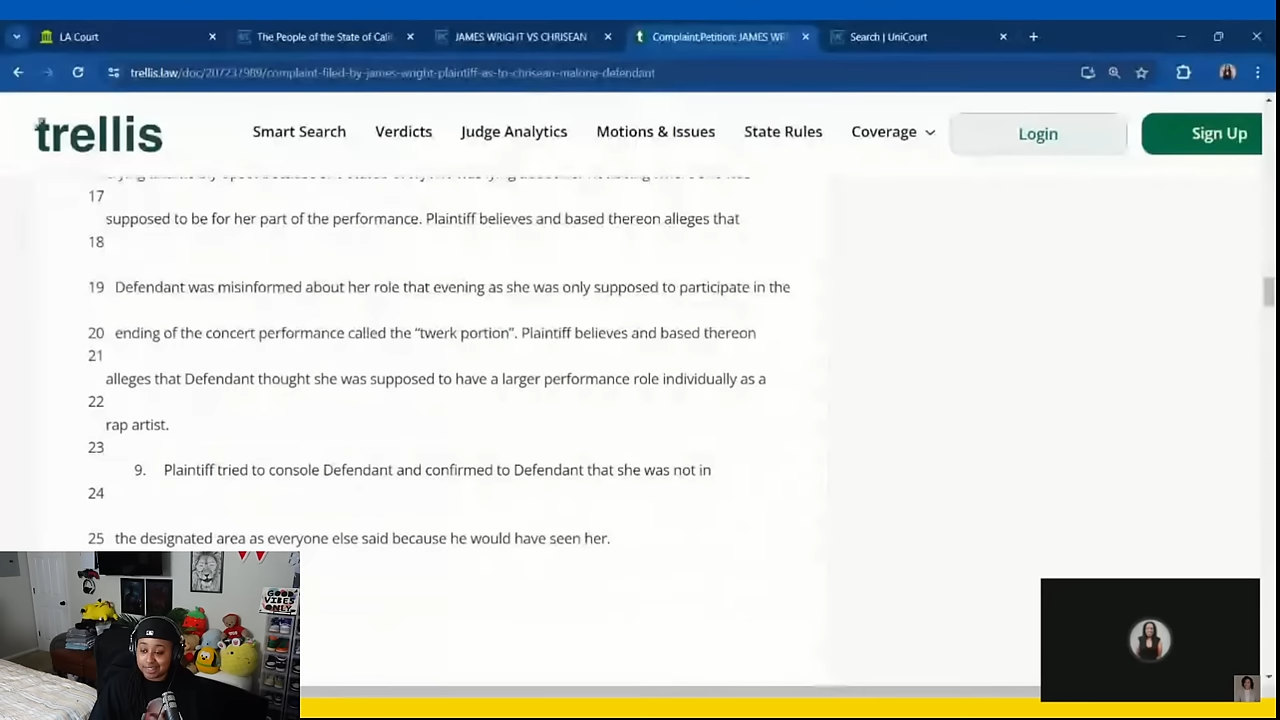 LA Court
The People of the State of Cali
JAMES WRIGHT VS CHRISEAN
Complaint,Petition: JAMES WR
Search | UniCourt
trellis.law/doc/207237989/complaint-filed-by-james-wright-plaintiff-as-to-chrisean-malone-defendant
trellis
Smart Search
Verdicts
Judge Analytics
Motions & Issues
State Rules
Coverage
Login
Sign Up
17
supposed to be for her part of the performance. Plaintiff believes and based thereon alleges that
18
19 Defendant was misinformed about her role that evening as she was only supposed to participate in the
20 ending of the concert performance called the “twerk portion”. Plaintiff believes and based thereon
21
alleges that Defendant thought she was supposed to have a larger performance role individually as a
22
rap artist.
23
9. Plaintiff tried to console Defendant and confirmed to Defendant that she was not in
24
25 the designated area as everyone else said because he would have seen her.
GOOD
VIBES
ONLY